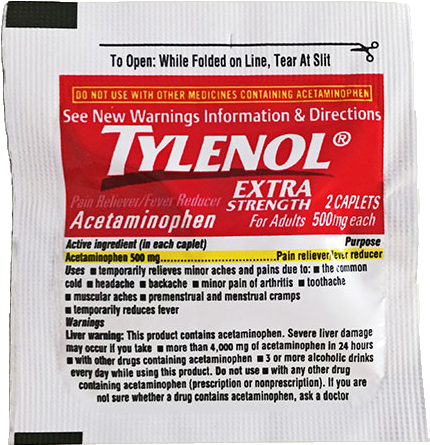 To Open: While Folded on Line, Tear At Slit
DO NOT USE WITH OTHER MEDICINES CONTAINING ACETAMINOPHEN
See New Warnings Information & Directions
TYLENOL®
Pain Reliever/Fever Reducer EXTRA STRENGTH 2 CAPLETS
Acetaminophen For Adults 500mg each
Active ingredient (in each caplet) Purpose
Acetaminophen 500 mg..............................Pain reliever/fever reducer
Uses ■ temporarily relieves minor aches and pains due to: ■ the common
cold ■ headache ■ backache ■ minor pain of arthritis ■ toothache
■ muscular aches ■ premenstrual and menstrual cramps
■ temporarily reduces fever
Warnings
Liver warning: This product contains acetaminophen. Severe liver damage
may occur if you take ■ more than 4,000 mg of acetaminophen in 24 hours
■ with other drugs containing acetaminophen ■ 3 or more alcoholic drinks
every day while using this product. Do not use ■ with any other drug
containing acetaminophen (prescription or nonprescription). If you are
not sure whether a drug contains acetaminophen, ask a doctor